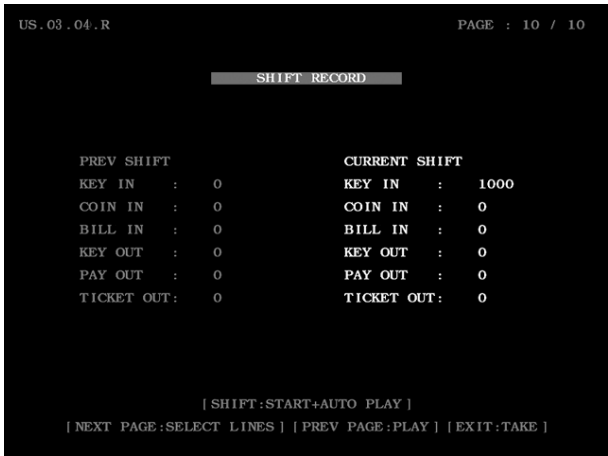 US.03.04.R PAGE : 10 / 10
SHIFT RECORD
PREV SHIFT CURRENT SHIFT
KEY IN : 0 KEY IN : 1000
COIN IN : 0 COIN IN : 0
BILL IN : 0 BILL IN : 0
KEY OUT : 0 KEY OUT : 0
PAY OUT : 0 PAY OUT : 0
TICKET OUT: 0 TICKET OUT: 0
[SHIFT:START+AUTO PLAY]
[NEXT PAGE:SELECT LINES] [PREV PAGE:PLAY] [EXIT:TAKE]